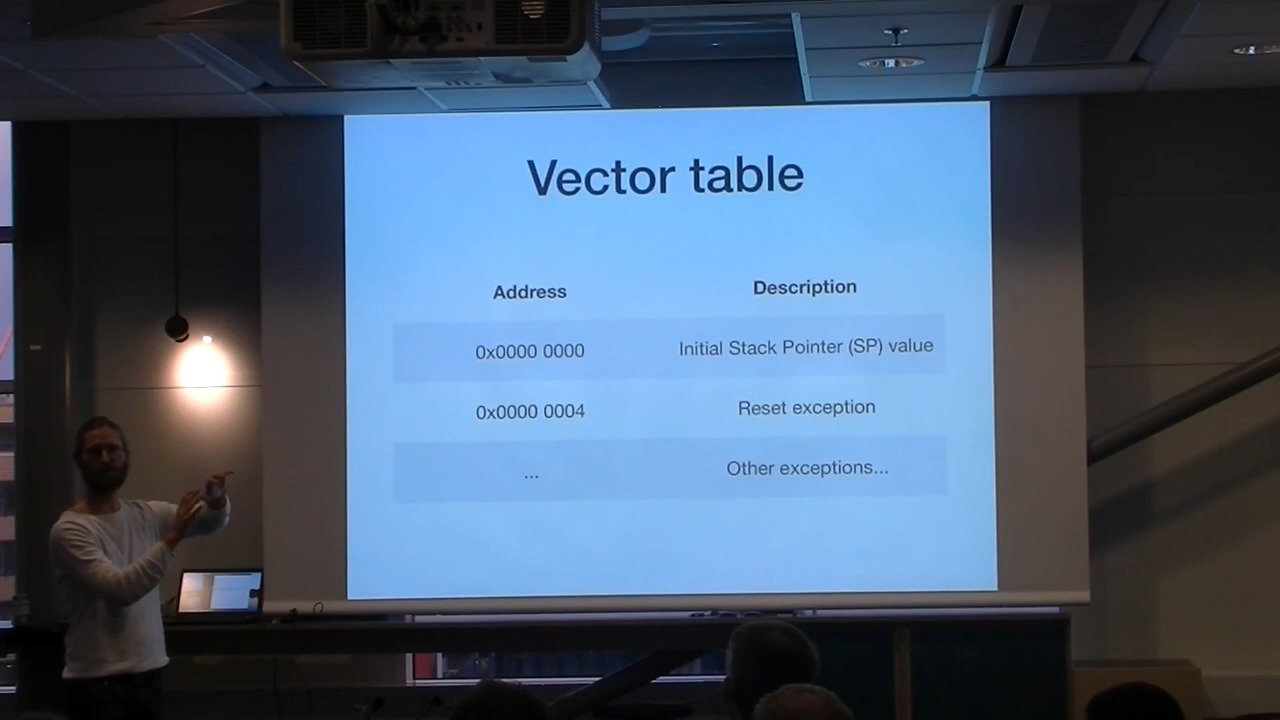 Vector table
Address Description
0x0000 0000 Initial Stack Pointer (SP) value
0x0000 0004 Reset exception
... Other exceptions...